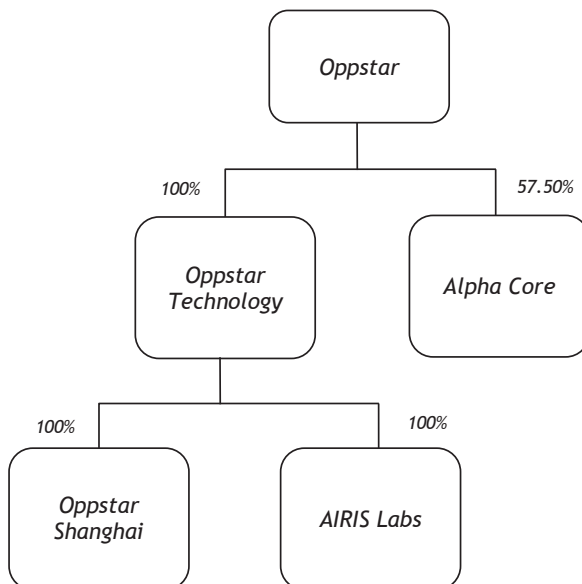 Oppstar
100%
57.50%
Oppstar
Technology
Alpha Core
100%
100%
Oppstar
Shanghai
AIRIS Labs